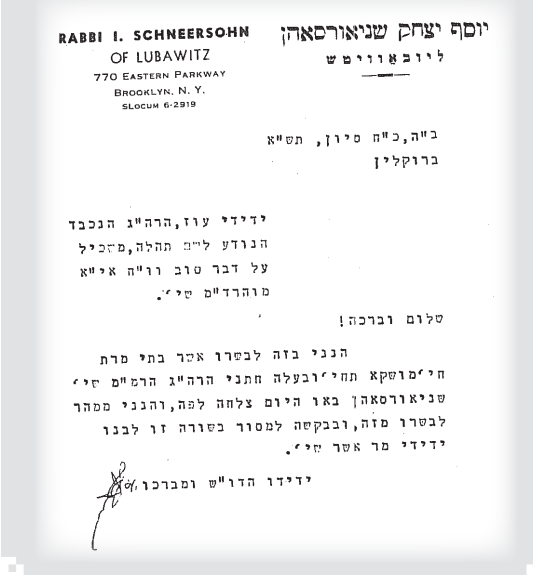 RABBI I. SCHNEERSOHN
OF LUBAWITZ
770 EASTERN PARKWAY
BROOKLYN, N. Y.
SLOCUM 6-2919
יוסף יצחק שניאורסאהן
ליובאוויטש
ב"ה,כ"ח סיון, תש"א
ברוקלין
ידידי עוז,הרה"ג הנכבד
הנודע לשם תהלה,משכיל
על דבר טוב וו"ח אי"א
מוהרד"מ שי'.
שלום וברכה!
הנני בזה לבשרו אשר בתי מרת
חי'מושקא תחי'ובעלה חתני הרה"ג הרמ"מ שי'
שניאורסאהן באו היום צלחה לפה,והנני ממהר
לבשרו מזה,ובבקשה למסור בשורה זו לבנו
ידידי מר אשר שי'.
ידידו הדו"ש ומברכו